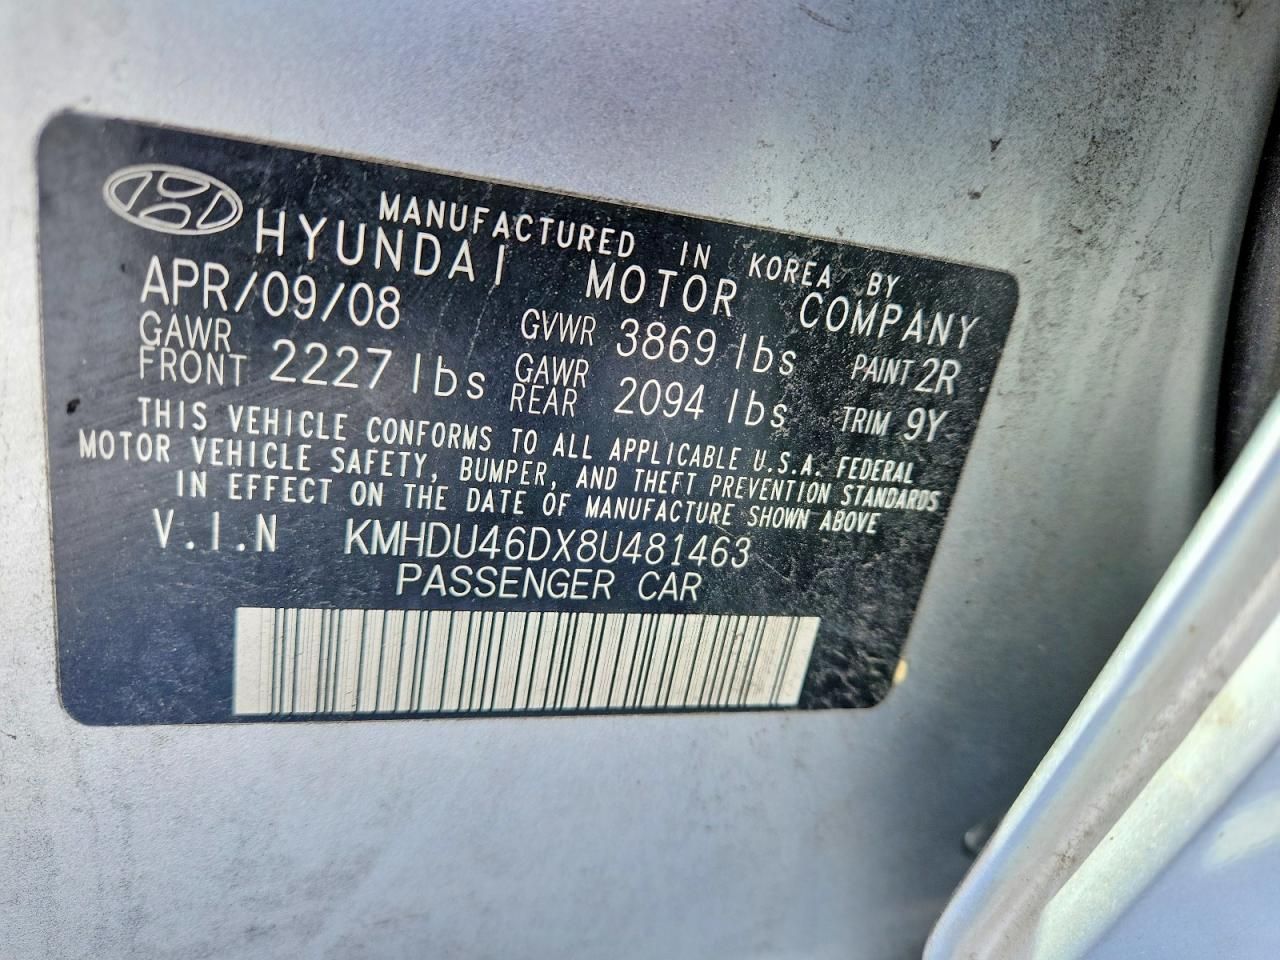 MANUFACTURED IN KOREA BY
HYUNDAI MOTOR COMPANY
APR/09/08 GVWR 3869 lbs PAINT 2R
GAWR FRONT 2227 lbs GAWR REAR 2094 lbs TRIM 9Y
THIS VEHICLE CONFORMS TO ALL APPLICABLE U.S.A. FEDERAL
MOTOR VEHICLE SAFETY, BUMPER, AND THEFT PREVENTION STANDARDS
IN EFFECT ON THE DATE OF MANUFACTURE SHOWN ABOVE
V.I.N KMHDU46DX8U481463
PASSENGER CAR